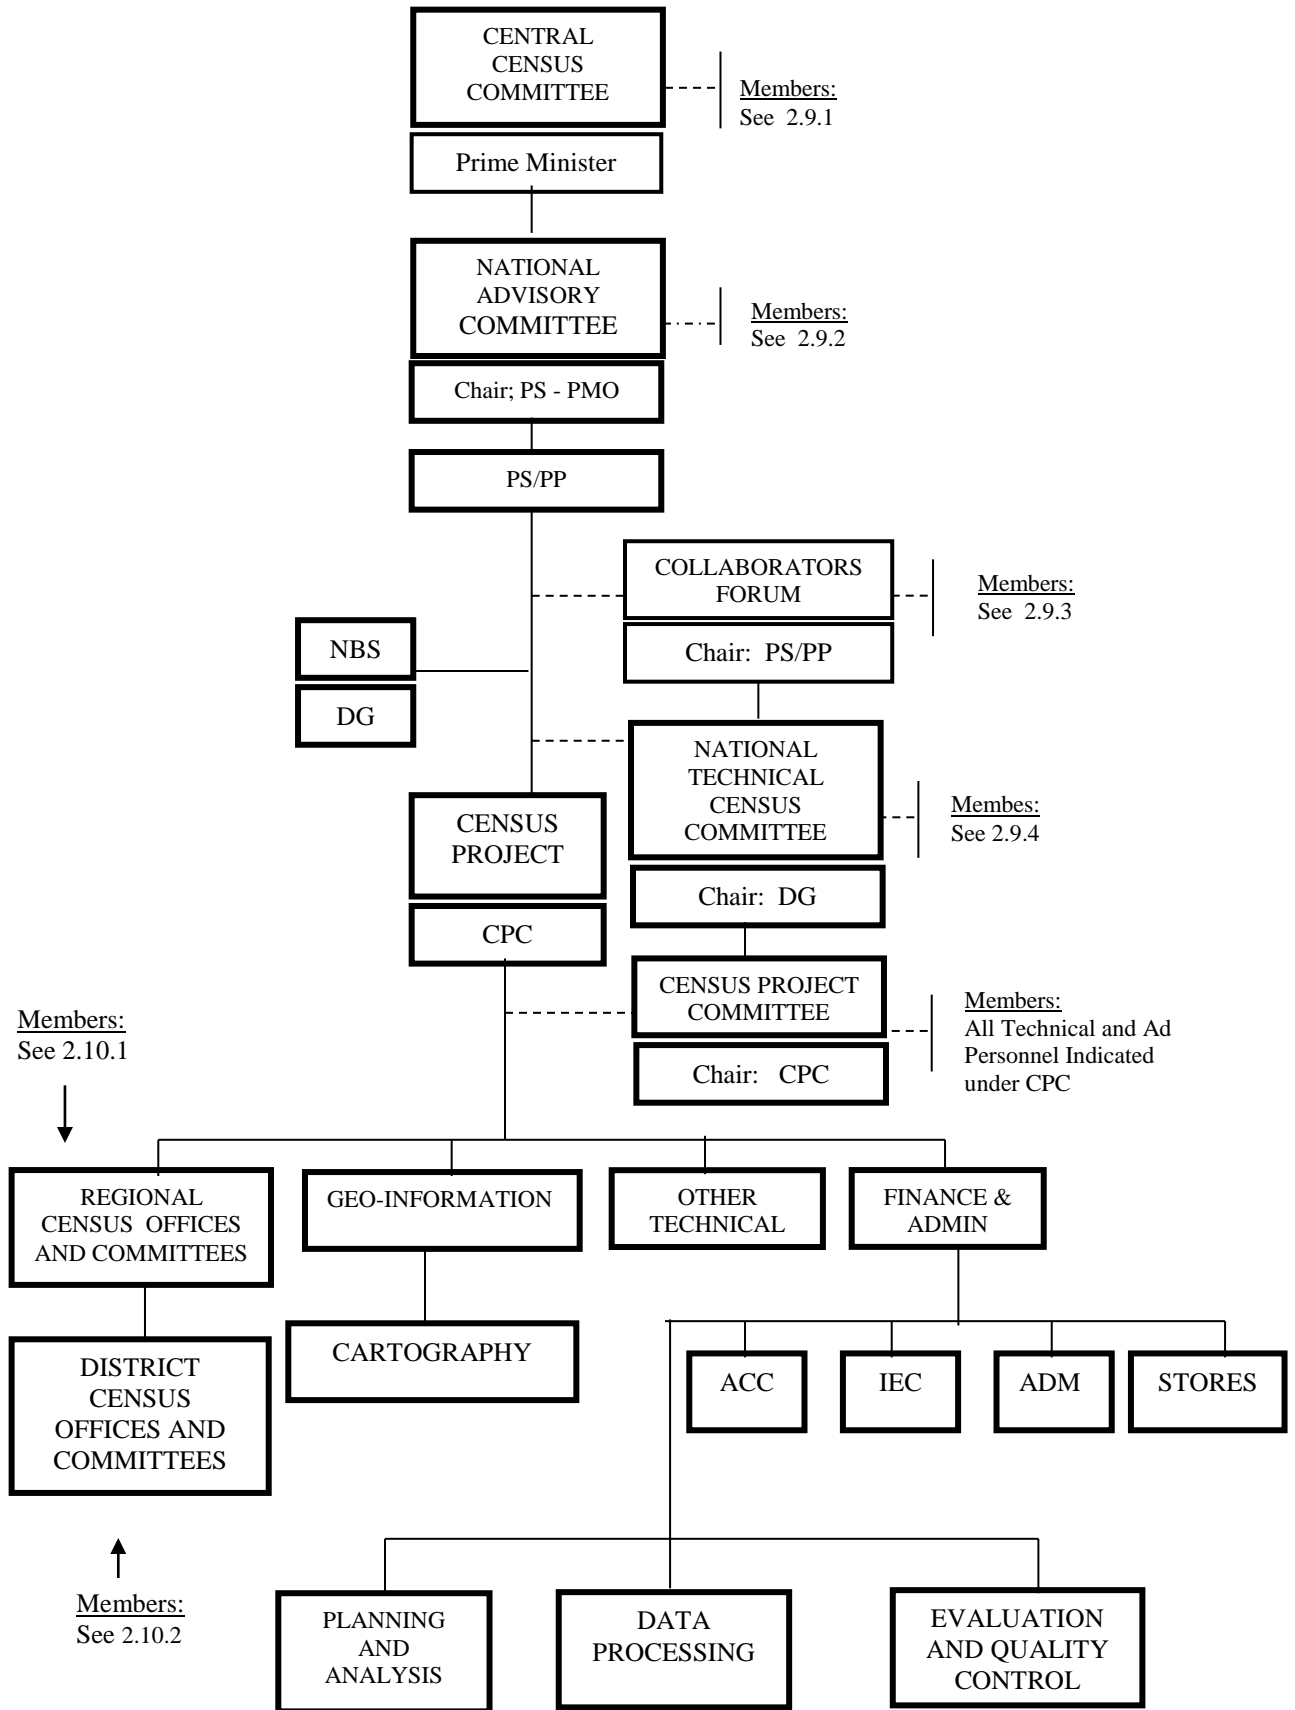 CENTRAL
CENSUS
COMMITTEE
Members:
See 2.9.1
Prime Minister
NATIONAL
ADVISORY
COMMITTEE
Members:
See 2.9.2
Chair; PS - PMO
PS/PP
COLLABORATORS
FORUM
Members:
See 2.9.3
Chair: PS/PP
NBS
DG
NATIONAL
TECHNICAL
CENSUS
COMMITTEE
Membes:
See 2.9.4
Chair: DG
CENSUS
PROJECT
CPC
CENSUS PROJECT
COMMITTEE
Members:
All Technical and Ad
Personnel Indicated
under CPC
Chair: CPC
Members:
See 2.10.1
REGIONAL
CENSUS OFFICES
AND COMMITTEES
GEO-INFORMATION
OTHER
TECHNICAL
FINANCE &
ADMIN
DISTRICT
CENSUS
OFFICES AND
COMMITTEES
CARTOGRAPHY
ACC
IEC
ADM
STORES
Members:
See 2.10.2
PLANNING
AND
ANALYSIS
DATA
PROCESSING
EVALUATION
AND QUALITY
CONTROL